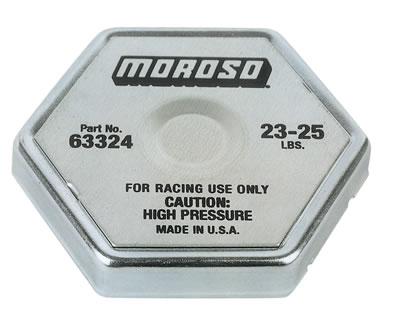 MOROSO
Part No.
63324
23-25
LBS.
FOR RACING USE ONLY
CAUTION:
HIGH PRESSURE
MADE IN U.S.A.